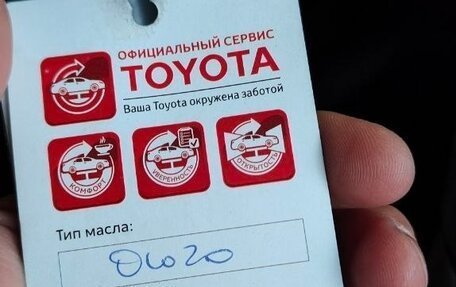 ОФИЦИАЛЬНЫЙ СЕРВИС
TOYOTA
Ваша Toyota окружена заботой
КОМФОРТ
УВЕРЕННОСТЬ
ОТКРЫТОСТЬ
Тип масла:
0w20